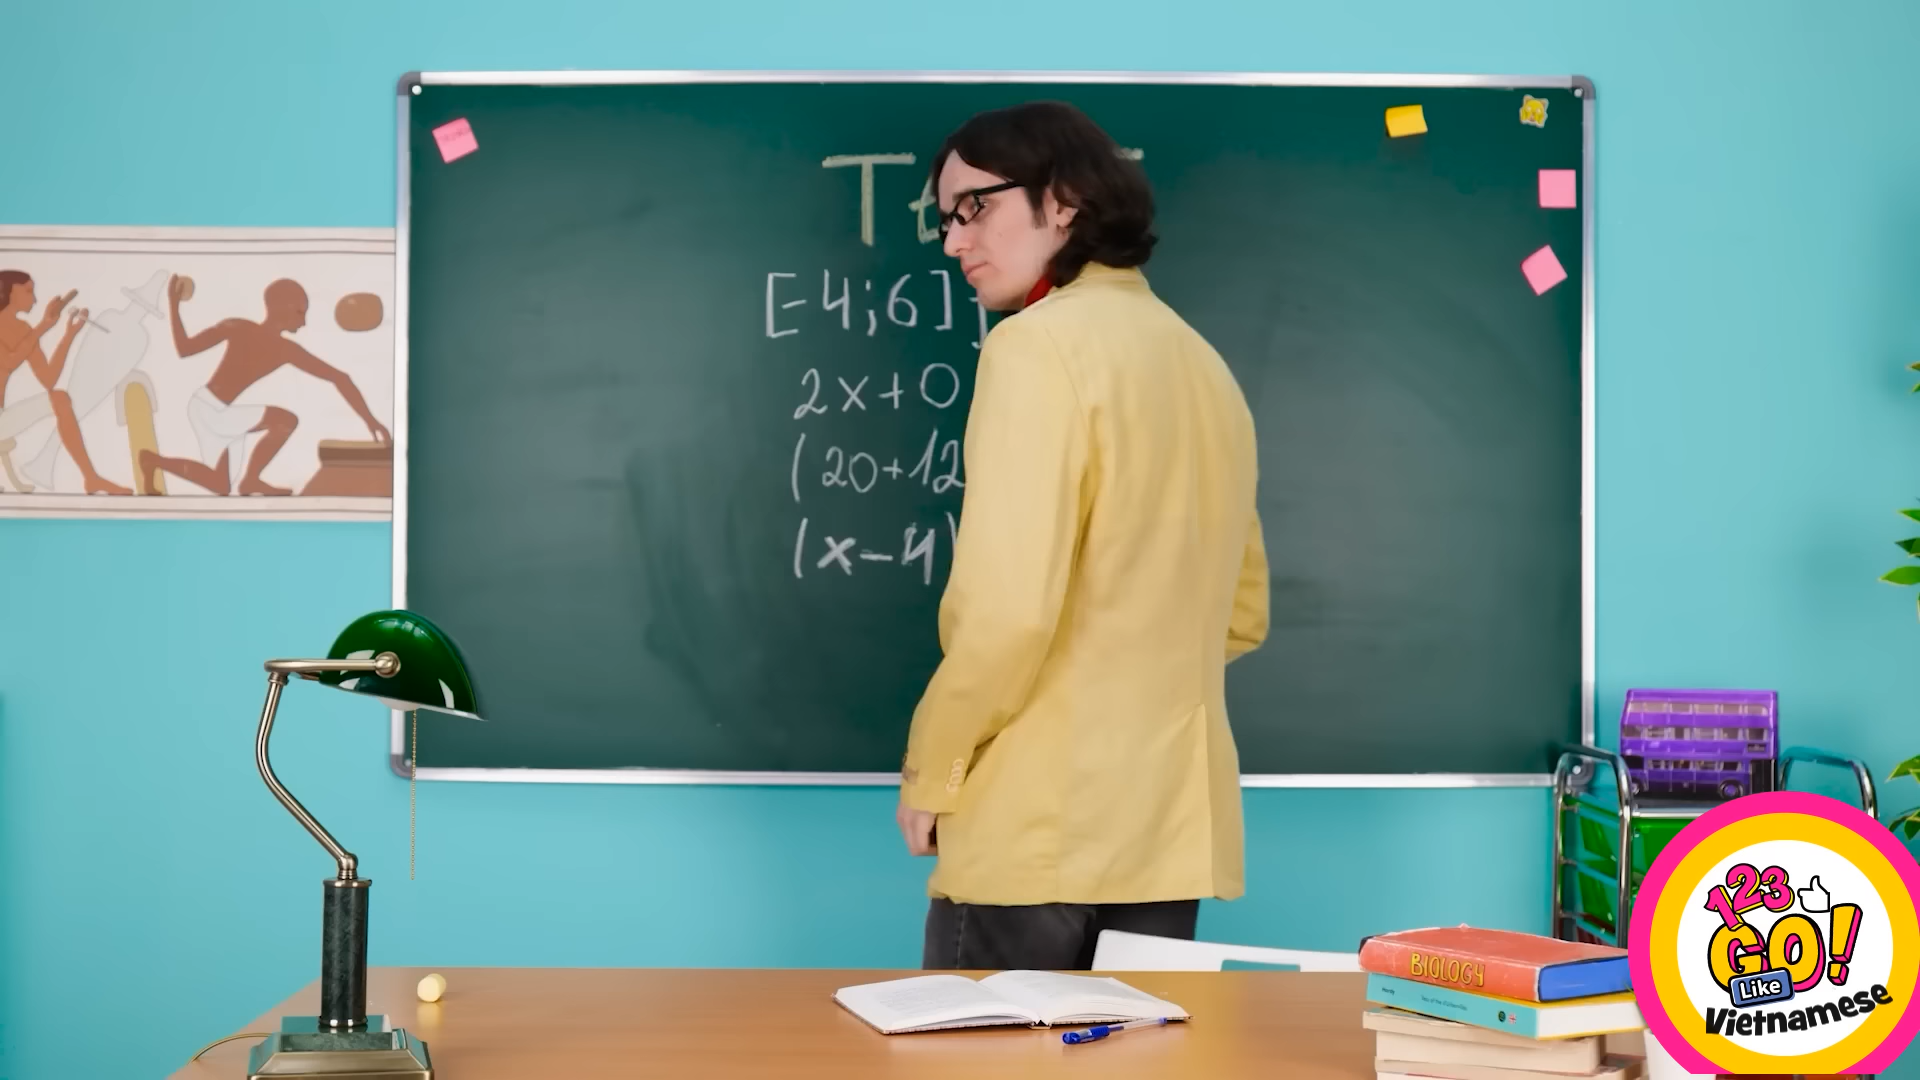 [-4;6]
2x+0
(20+12
(x-4)
BIOLOGY
123
GO!
Like
Vietnamese